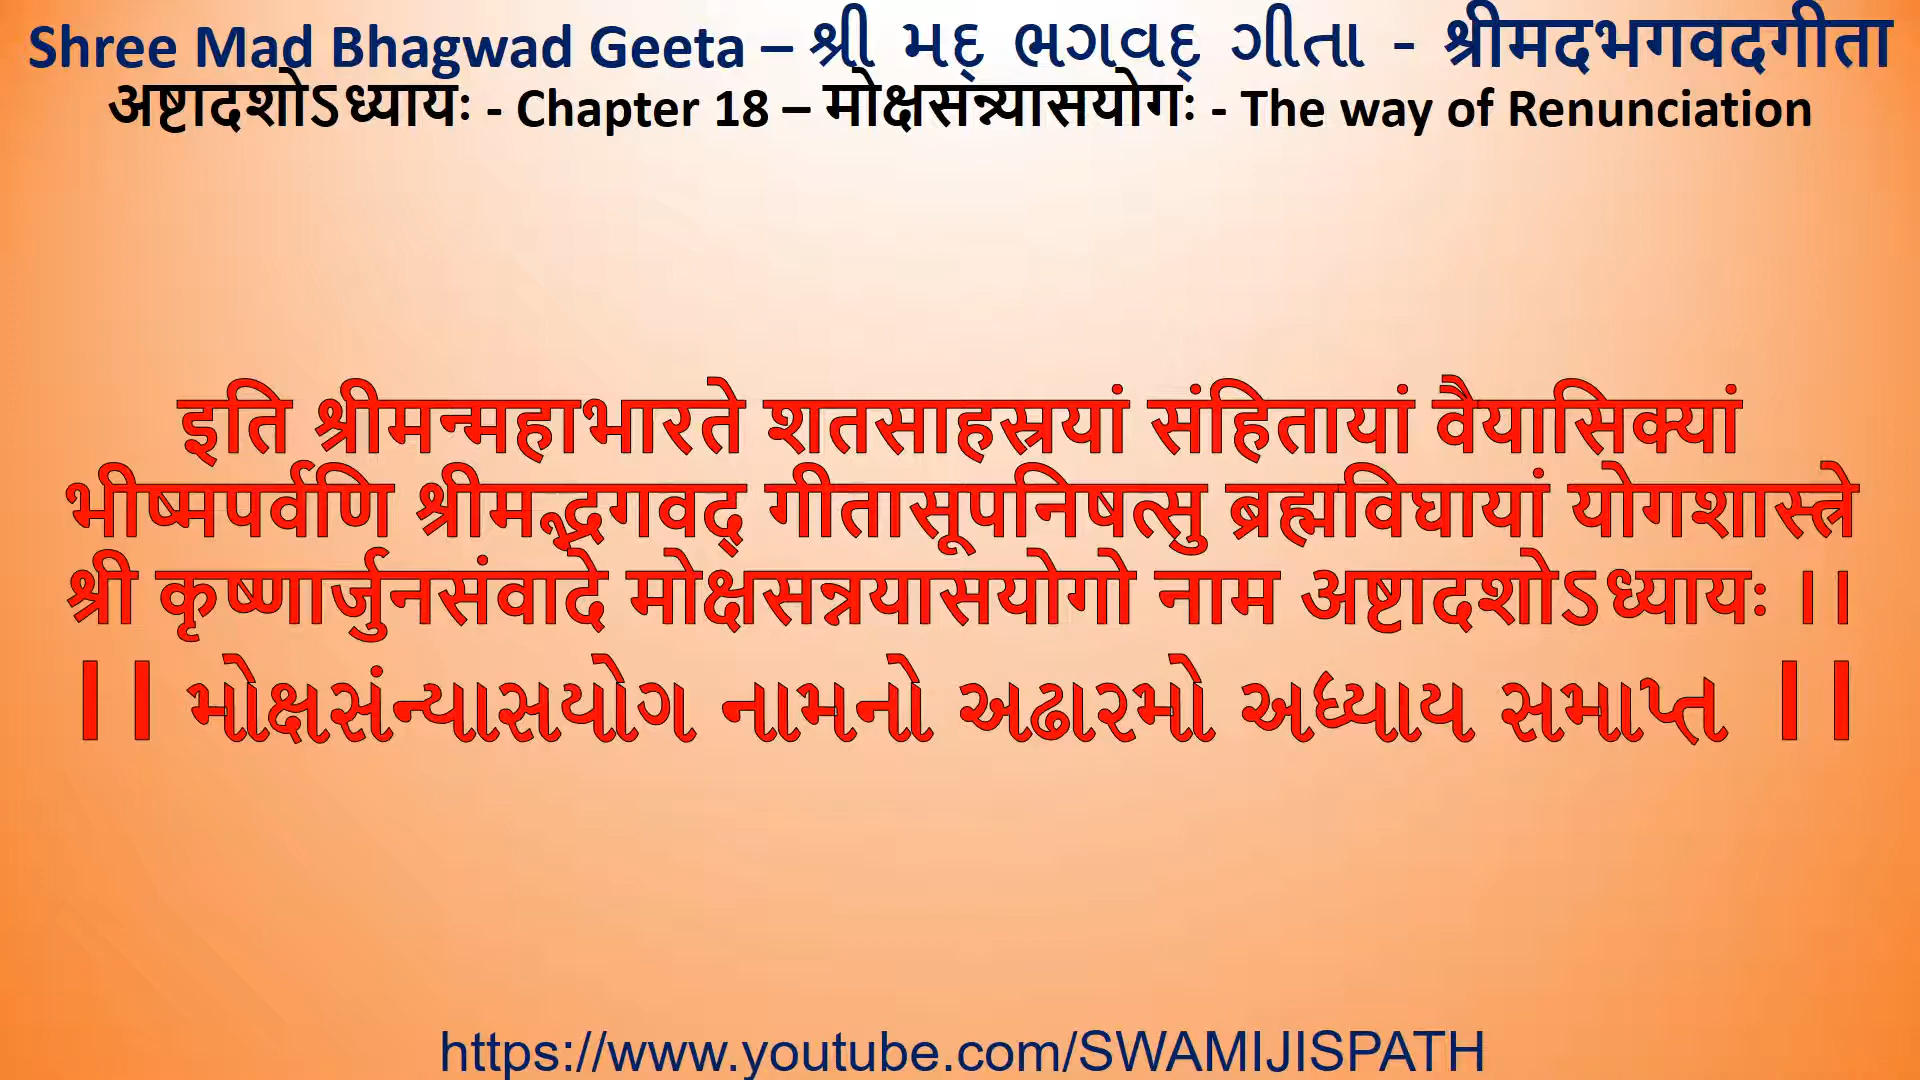 Shree Mad Bhagwad Geeta – શ્રી મદ્ ભગવદ્ ગીતા - श्रीमदभगवदगीता
अष्टादशोऽध्यायः - Chapter 18 – मोक्षसन्न्यासयोगः - The way of Renunciation
इति श्रीमन्महाभारते शतसाहस्रयां संहितायां वैयासिक्यां
भीष्मपर्वणि श्रीमद्भगवद् गीतासूपनिषत्सु ब्रह्मविघायां योगशास्त्रे
श्री कृष्णार्जुनसंवादे मोक्षसन्नयासयोगो नाम अष्टादशोऽध्यायः ।।
|| મોક્ષસંન્યાસયોગ નામનો અઢારમો અધ્યાય સમાપ્ત ||
https://www.youtube.com/SWAMIJISPATH